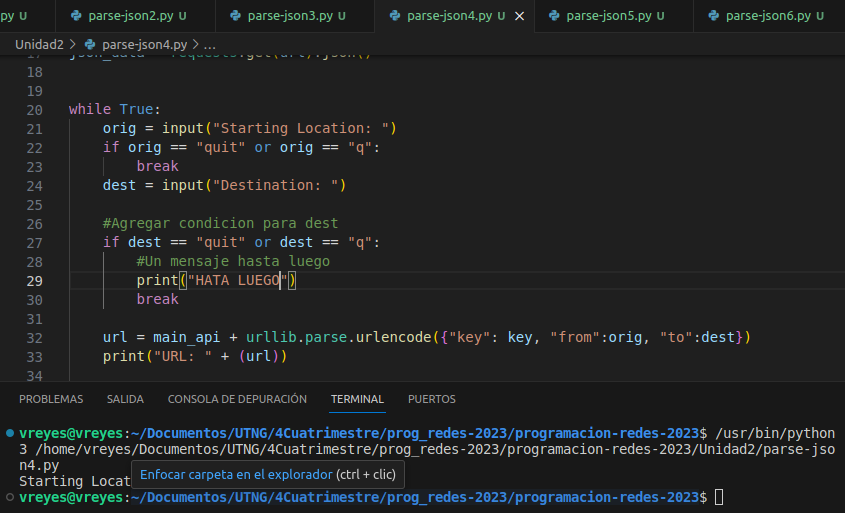 py U parse-json2.py U parse-json3.py U parse-json4.py U parse-json5.py U parse-json6.py U
Unidad2 > parse-json4.py > ...
17 json_data = requests.get(url).json()
18
19
20 while True:
21 orig = input("Starting Location: ")
22 if orig == "quit" or orig == "q":
23 break
24 dest = input("Destination: ")
25
26 #Agregar condicion para dest
27 if dest == "quit" or dest == "q":
28 #Un mensaje hasta luego
29 print("HATA LUEGO")
30 break
31
32 url = main_api + urllib.parse.urlencode({"key": key, "from":orig, "to":dest})
33 print("URL: " + (url))
34
PROBLEMAS SALIDA CONSOLA DE DEPURACIÓN TERMINAL PUERTOS
vreyes@vreyes:~/Documentos/UTNG/4Cuatrimestre/prog_redes-2023/programacion-redes-2023$ /usr/bin/python
3 /home/vreyes/Documentos/UTNG/4Cuatrimestre/prog_redes-2023/programacion-redes-2023/Unidad2/parse-jso
n4.py
Enfocar carpeta en el explorador (ctrl + clic)
Starting Locat
vreyes@vreyes:~/Documentos/UTNG/4Cuatrimestre/prog_redes-2023/programacion-redes-2023$